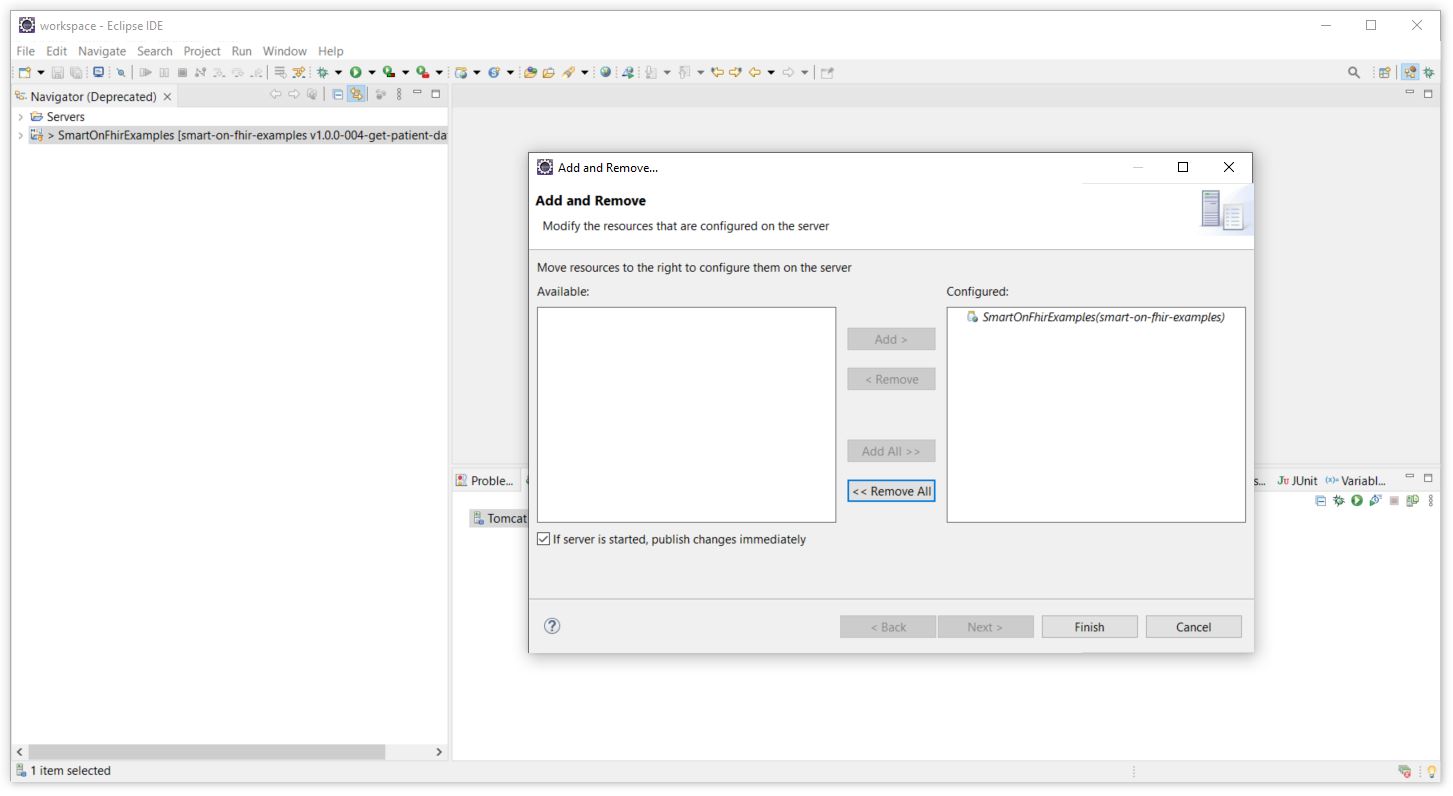 workspace - Eclipse IDE
File Edit Navigate Search Project Run Window Help
Navigator (Deprecated)
Servers
> SmartOnFhirExamples [smart-on-fhir-examples v1.0.0-004-get-patient-da
Add and Remove...
Add and Remove
Modify the resources that are configured on the server
Move resources to the right to configure them on the server
Available:
Configured:
SmartOnFhirExamples(smart-on-fhir-examples)
Add >
< Remove
Add All >>
<< Remove All
If server is started, publish changes immediately
< Back
Next >
Finish
Cancel
Proble...
s...
JUnit
Variabl...
Tomcat
1 item selected